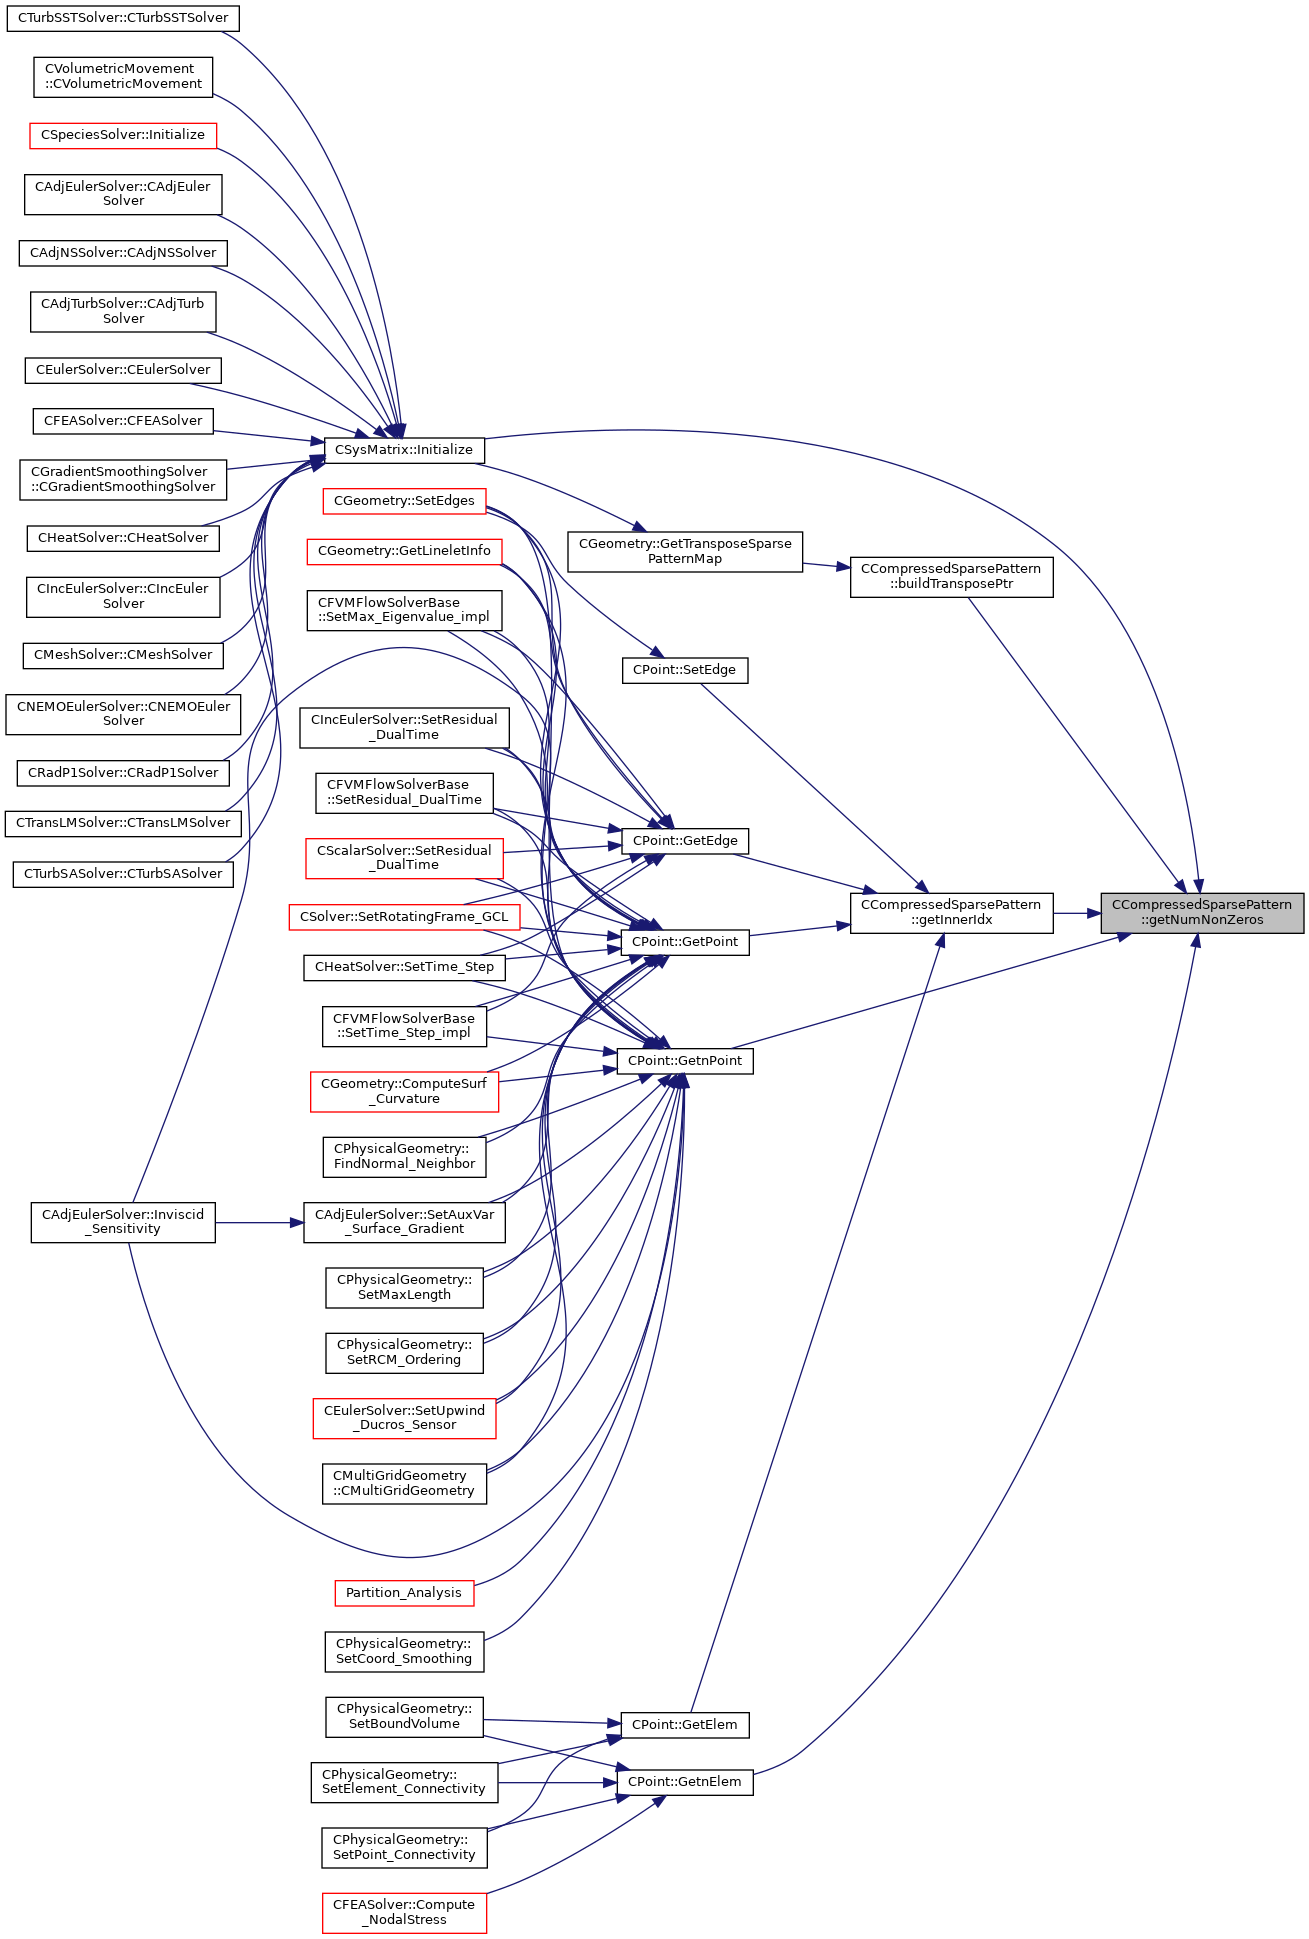 CTurbSSTSolver::CTurbSSTSolver
CVolumetricMovement
::CVolumetricMovement
CSpeciesSolver::Initialize
CAdjEulerSolver::CAdjEuler
Solver
CAdjNSSolver::CAdjNSSolver
CAdjTurbSolver::CAdjTurb
Solver
CEulerSolver::CEulerSolver
CFEASolver::CFEASolver
CGradientSmoothingSolver
::CGradientSmoothingSolver
CHeatSolver::CHeatSolver
CIncEulerSolver::CIncEuler
Solver
CMeshSolver::CMeshSolver
CNEMOEulerSolver::CNEMOEuler
Solver
CRadP1Solver::CRadP1Solver
CTransLMSolver::CTransLMSolver
CTurbSASolver::CTurbSASolver
CAdjEulerSolver::Inviscid
_Sensitivity
CSysMatrix::Initialize
CGeometry::SetEdges
CGeometry::GetLineletInfo
CFVMFlowSolverBase
::SetMax_Eigenvalue_impl
CIncEulerSolver::SetResidual
_DualTime
CFVMFlowSolverBase
::SetResidual_DualTime
CScalarSolver::SetResidual
_DualTime
CSolver::SetRotatingFrame_GCL
CHeatSolver::SetTime_Step
CFVMFlowSolverBase
::SetTime_Step_impl
CGeometry::ComputeSurf
_Curvature
CPhysicalGeometry::
FindNormal_Neighbor
CAdjEulerSolver::SetAuxVar
_Surface_Gradient
CPhysicalGeometry::
SetMaxLength
CPhysicalGeometry::
SetRCM_Ordering
CEulerSolver::SetUpwind
_Ducros_Sensor
CMultiGridGeometry
::CMultiGridGeometry
Partition_Analysis
CPhysicalGeometry::
SetCoord_Smoothing
CPhysicalGeometry::
SetBoundVolume
CPhysicalGeometry::
SetElement_Connectivity
CPhysicalGeometry::
SetPoint_Connectivity
CFEASolver::Compute
_NodalStress
CGeometry::GetTransposeSparse
PatternMap
CPoint::SetEdge
CPoint::GetEdge
CPoint::GetPoint
CPoint::GetnPoint
CPoint::GetElem
CPoint::GetnElem
CCompressedSparsePattern
::buildTransposePtr
CCompressedSparsePattern
::getInnerIdx
CCompressedSparsePattern
::getNumNonZeros